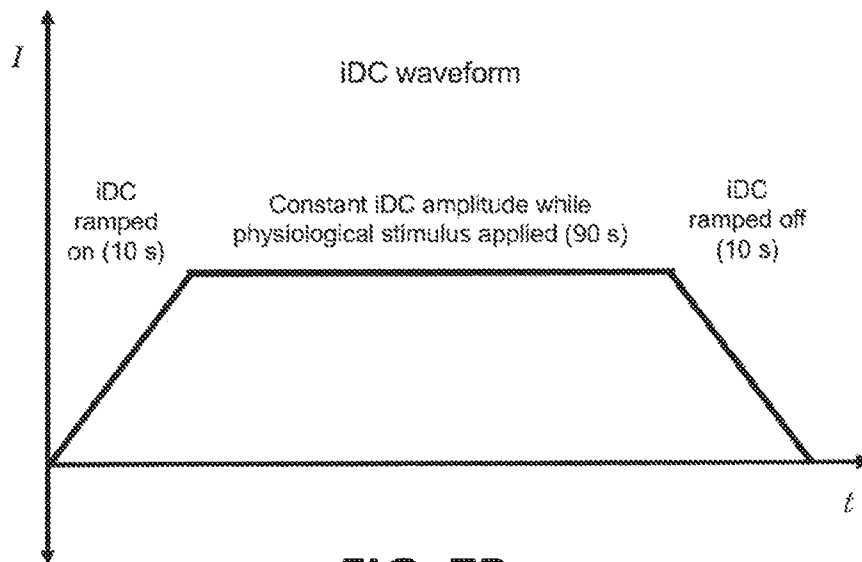 I
iDC waveform
iDC
ramped
on (10 s)
Constant iDC amplitude while
physiological stimulus applied (90 s)
iDC
ramped off
(10 s)
t